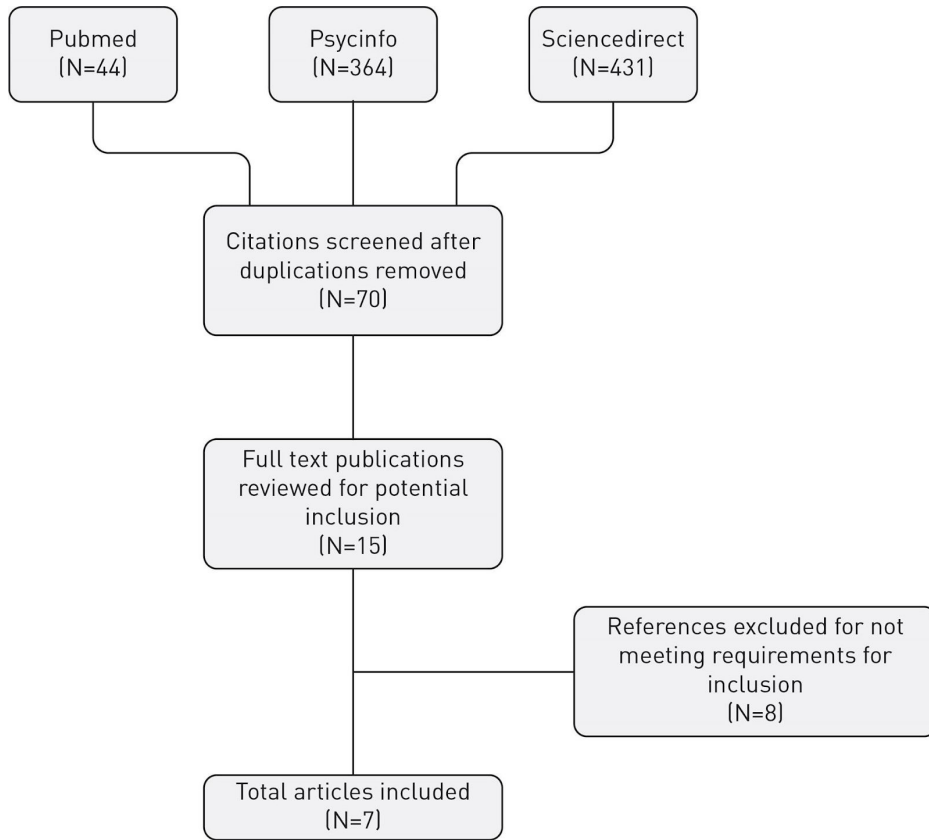 Pubmed
(N=44)
Psycinfo
(N=364)
Sciencedirect
(N=431)
Citations screened after
duplications removed
(N=70)
Full text publications
reviewed for potential
inclusion
(N=15)
References excluded for not
meeting requirements for
inclusion
(N=8)
Total articles included
(N=7)